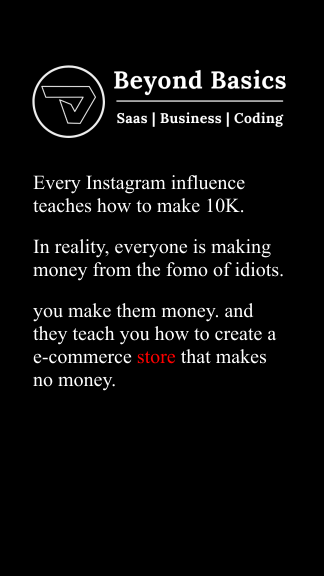 Beyond Basics
Saas | Business | Coding
Every Instagram influence
teaches how to make 10K.
In reality, everyone is making
money from the fomo of idiots.
you make them money. and
they teach you how to create a
e-commerce store that makes
no money.